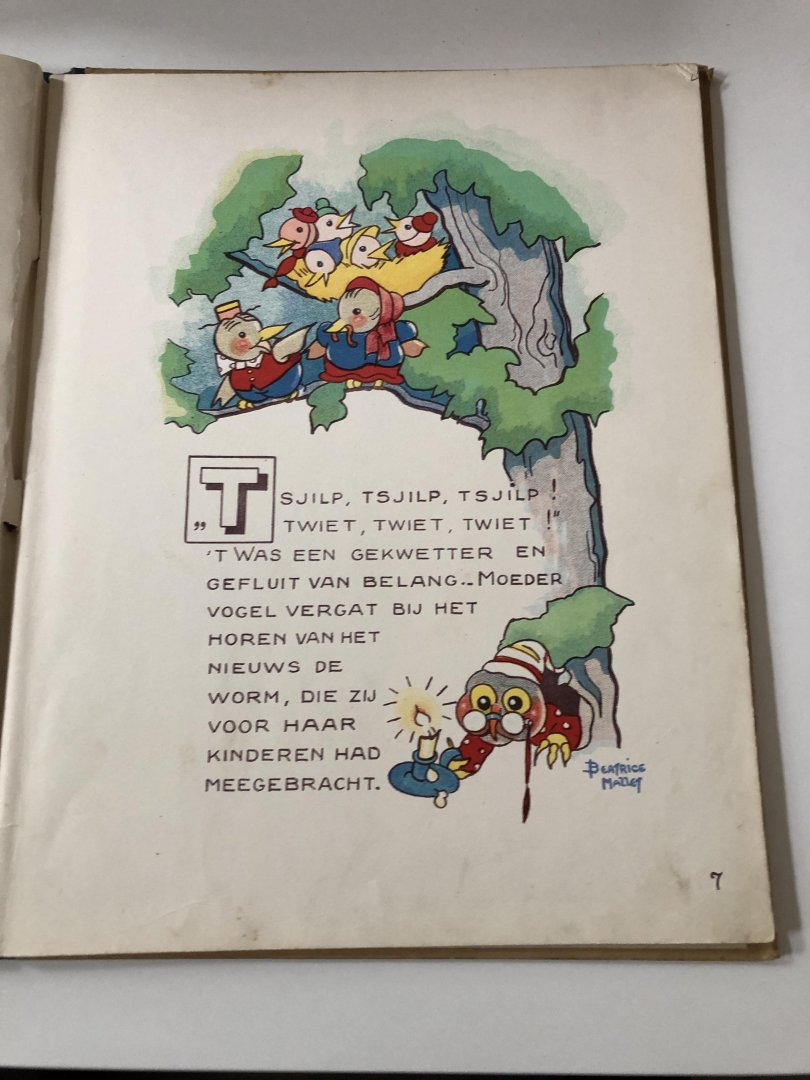 „TSJILP, TSJILP, TSJILP!
TWIET, TWIET, TWIET!"
'T WAS EEN GEKWETTER EN
GEFLUIT VAN BELANG.. MOEDER
VOGEL VERGAT BIJ HET
HOREN VAN HET
NIEUWS DE
WORM, DIE ZIJ
VOOR HAAR
KINDEREN HAD
MEEGEBRACHT.
BEATRICE
MALLET
7